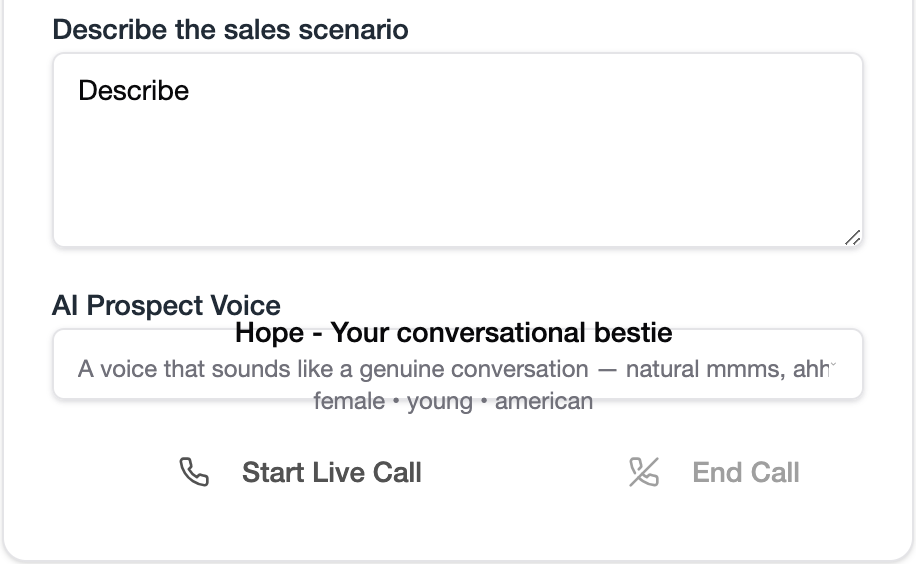 Describe the sales scenario
Describe
AI Prospect Voice
Hope - Your conversational bestie
A voice that sounds like a genuine conversation — natural mmms, ahh
female • young • american
Start Live Call
End Call